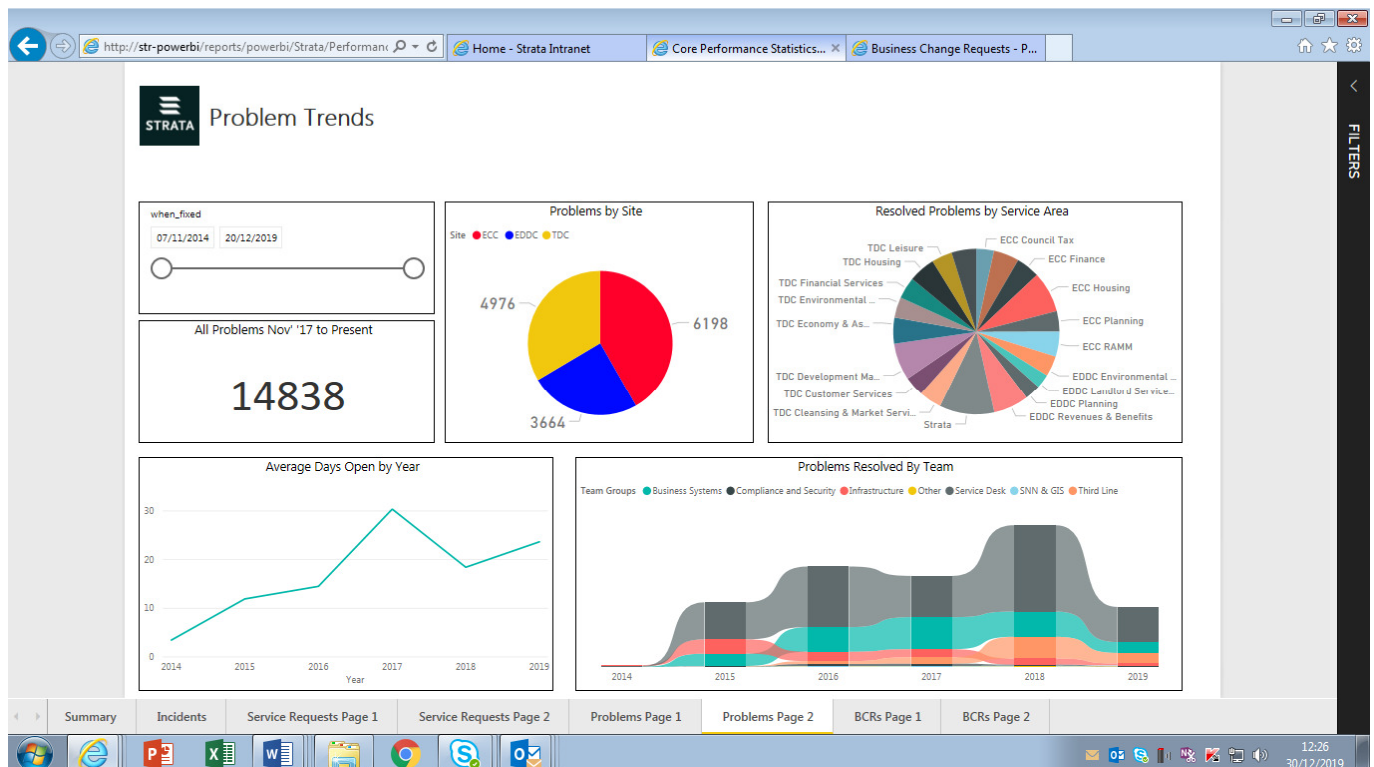 http://str-powerbi/reports/powerbi/Strata/Performanc
Home - Strata Intranet
Core Performance Statistics...
Business Change Requests - P...
FILTERS
STRATA
Problem Trends
when_fixed
07/11/2014 20/12/2019
All Problems Nov' '17 to Present
14838
Problems by Site
Site ECC EDDC TDC
4976
6198
3664
Resolved Problems by Service Area
ECC Council Tax
ECC Finance
ECC Housing
ECC Planning
ECC RAMM
EDDC Environmental ...
EDDC Landlord Service...
EDDC Planning
EDDC Revenues & Benefits
Strata
TDC Cleansing & Market Servi...
TDC Customer Services
TDC Development Ma...
TDC Economy & As...
TDC Environmental ...
TDC Financial Services
TDC Housing
TDC Leisure
Average Days Open by Year
30
20
10
0
2014 2015 2016 2017 2018 2019
Year
Problems Resolved By Team
Team Groups Business Systems Compliance and Security Infrastructure Other Service Desk SNN & GIS Third Line
2014 2015 2016 2017 2018 2019
Summary Incidents Service Requests Page 1 Service Requests Page 2 Problems Page 1 Problems Page 2 BCRs Page 1 BCRs Page 2
12:26
30/12/2019